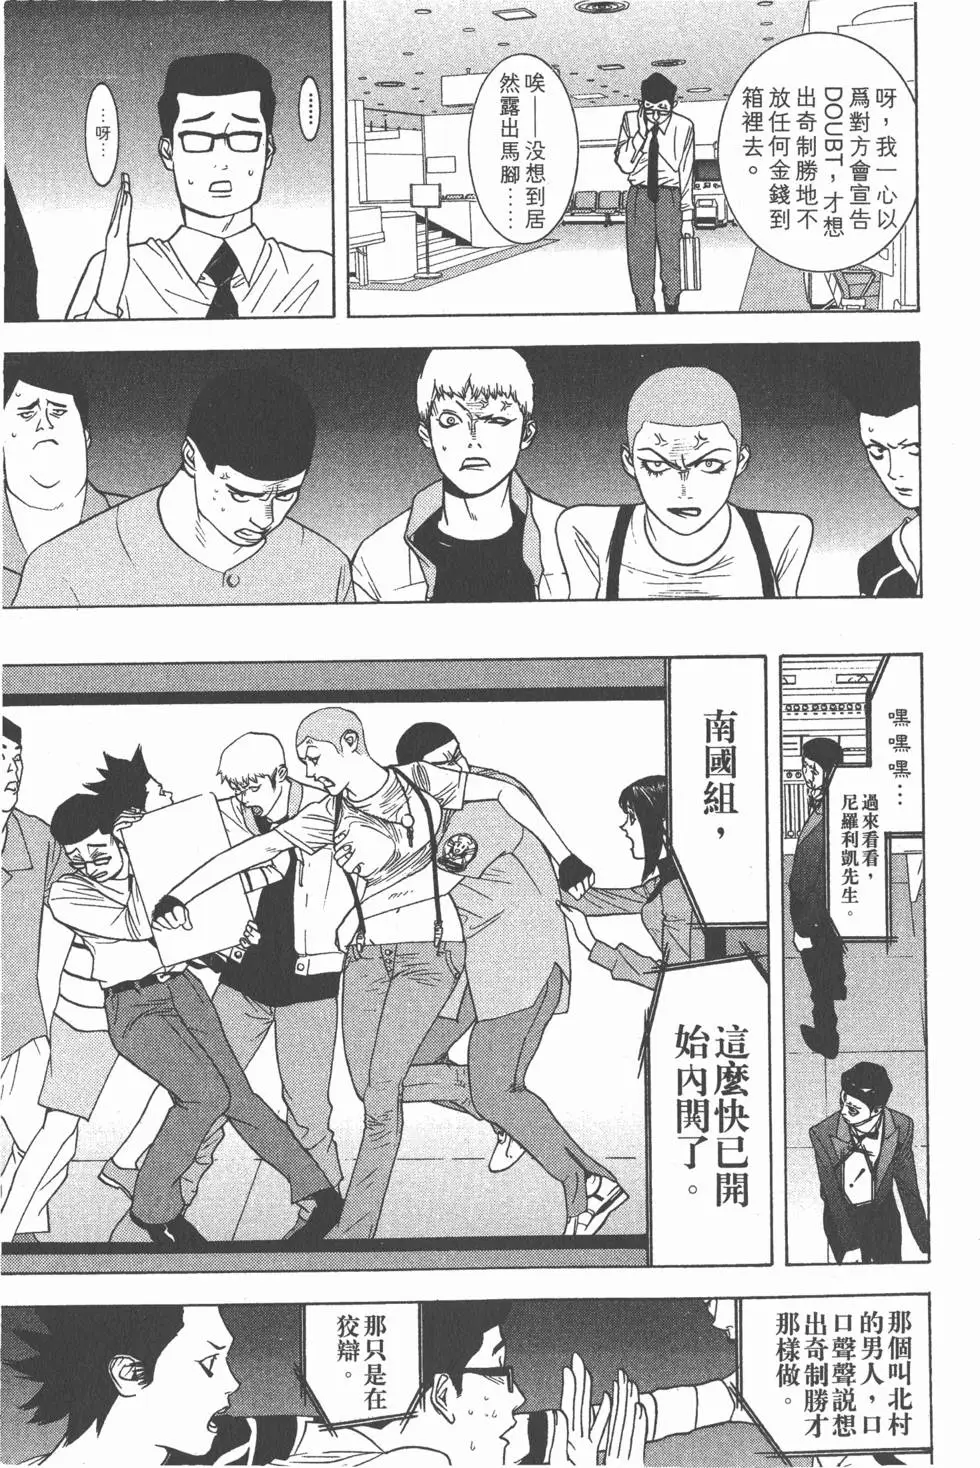 呀，我一心以
爲對方會宣告
DOUBT，才想
出奇制勝地不
放任何金錢到
箱裡去。
唉——没想到居
然露出馬腳……
………
…呀…
嘿嘿嘿…
過來看看，
尼羅利凱先生。
南國組，
這麼快已開
始內鬨了。
！
那個叫北村
的男人，口
口聲聲説想
出奇制勝才
那樣做。
那只是在
狡辯。